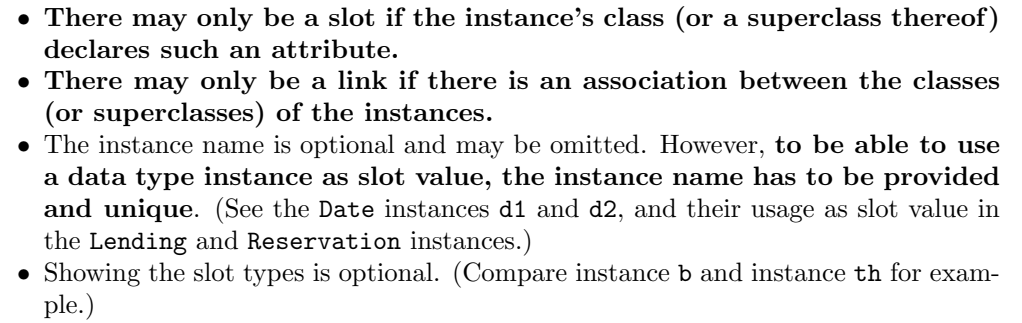 • There may only be a slot if the instance's class (or a superclass thereof)
declares such an attribute.
• There may only be a link if there is an association between the classes
(or superclasses) of the instances.
• The instance name is optional and may be omitted. However, to be able to use
a data type instance as slot value, the instance name has to be provided
and unique. (See the Date instances d1 and d2, and their usage as slot value in
the Lending and Reservation instances.)
• Showing the slot types is optional. (Compare instance b and instance th for exam-
ple.)